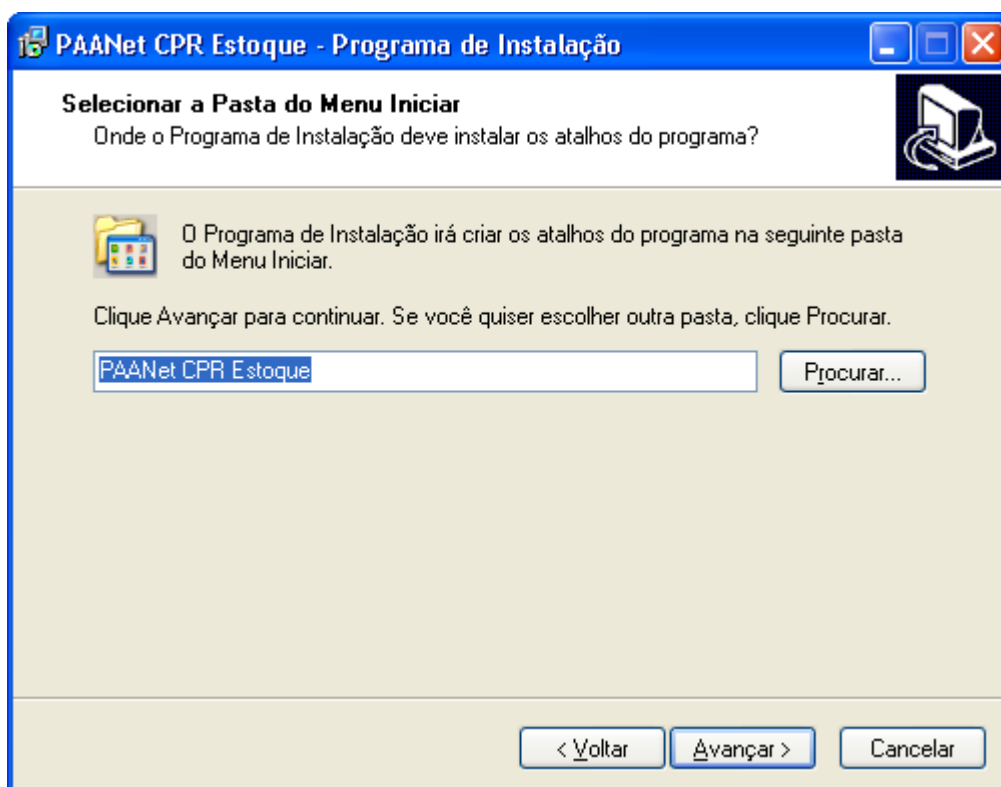 PAANet CPR Estoque - Programa de Instalação
Selecionar a Pasta do Menu Iniciar
Onde o Programa de Instalação deve instalar os atalhos do programa?
O Programa de Instalação irá criar os atalhos do programa na seguinte pasta
do Menu Iniciar.
Clique Avançar para continuar. Se você quiser escolher outra pasta, clique Procurar.
PAANet CPR Estoque
Procurar...
< Voltar
Avançar >
Cancelar